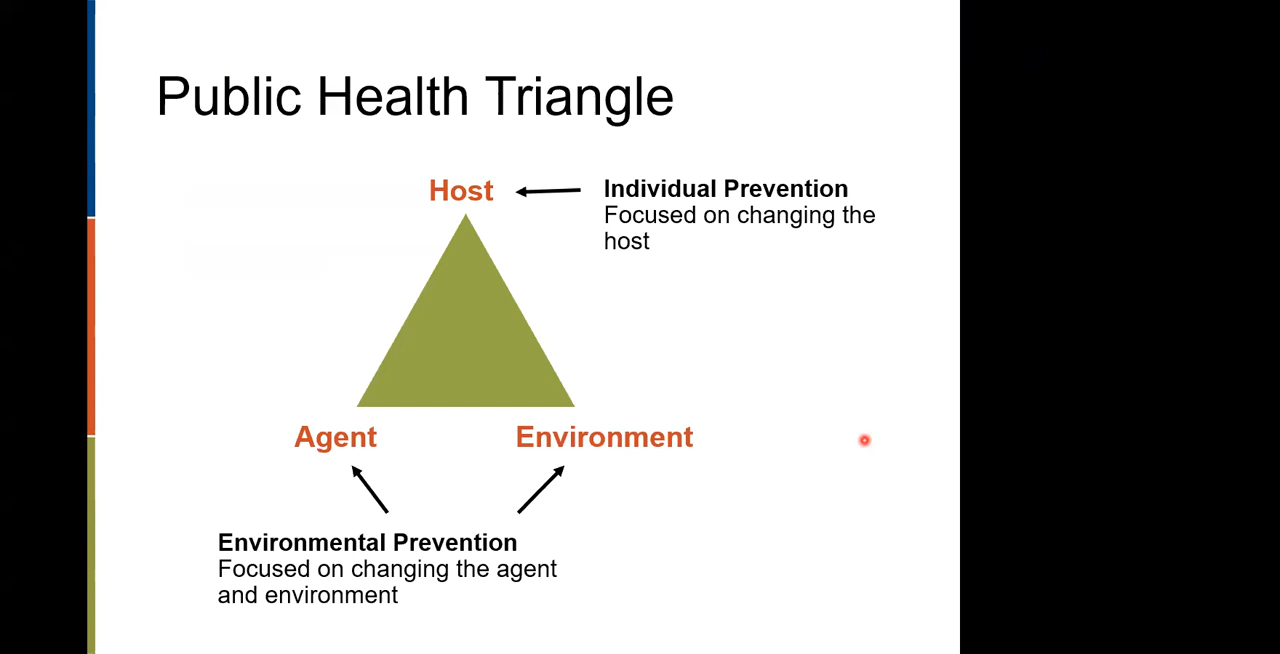 Public Health Triangle
Host
Individual Prevention
Focused on changing the
host
Agent
Environment
Environmental Prevention
Focused on changing the agent
and environment